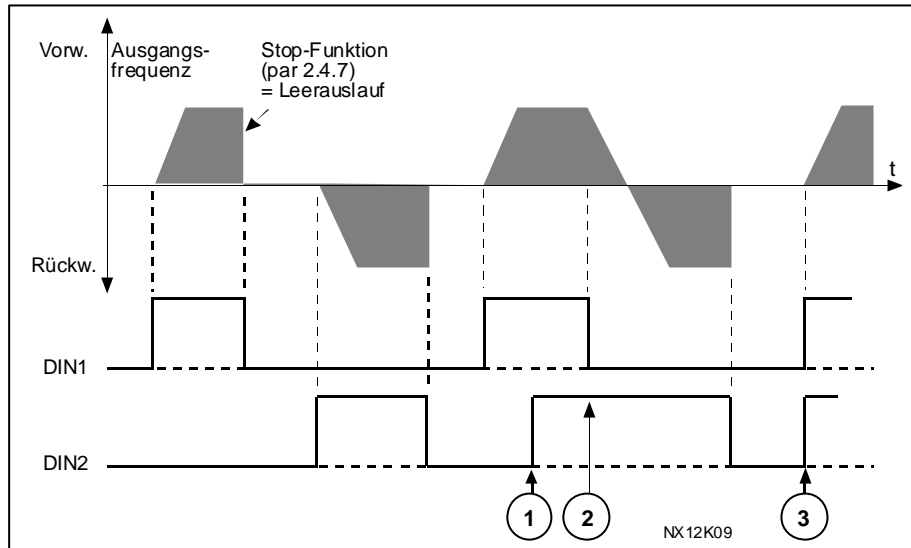 Vorw.
Ausgangs-
frequenz
Stop-Funktion
(par 2.4.7)
= Leerauslauf
t
Rückw.
DIN1
DIN2
1
2
3
NX12K09